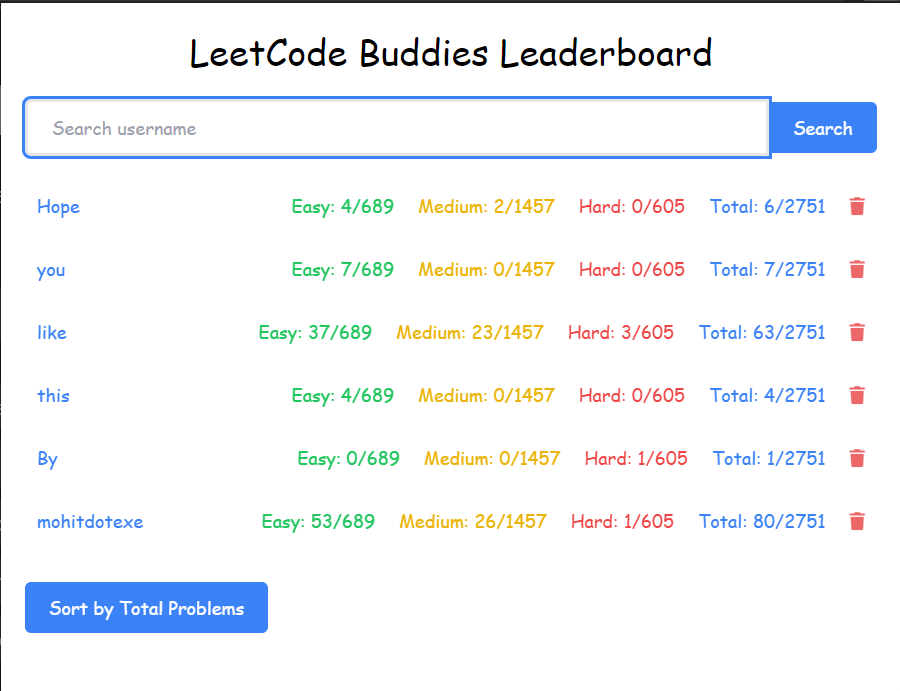 LeetCode Buddies Leaderboard
Search username Search
Hope Easy: 4/689 Medium: 2/1457 Hard: 0/605 Total: 6/2751
you Easy: 7/689 Medium: 0/1457 Hard: 0/605 Total: 7/2751
like Easy: 37/689 Medium: 23/1457 Hard: 3/605 Total: 63/2751
this Easy: 4/689 Medium: 0/1457 Hard: 0/605 Total: 4/2751
By Easy: 0/689 Medium: 0/1457 Hard: 1/605 Total: 1/2751
mohitdotexe Easy: 53/689 Medium: 26/1457 Hard: 1/605 Total: 80/2751
Sort by Total Problems